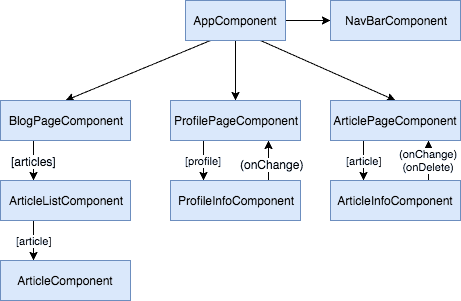 AppComponent
NavBarComponent
BlogPageComponent
ProfilePageComponent
ArticlePageComponent
[articles]
[profile]
(onChange)
[article]
(onChange)
(onDelete)
ArticleListComponent
ProfileInfoComponent
ArticleInfoComponent
[article]
ArticleComponent